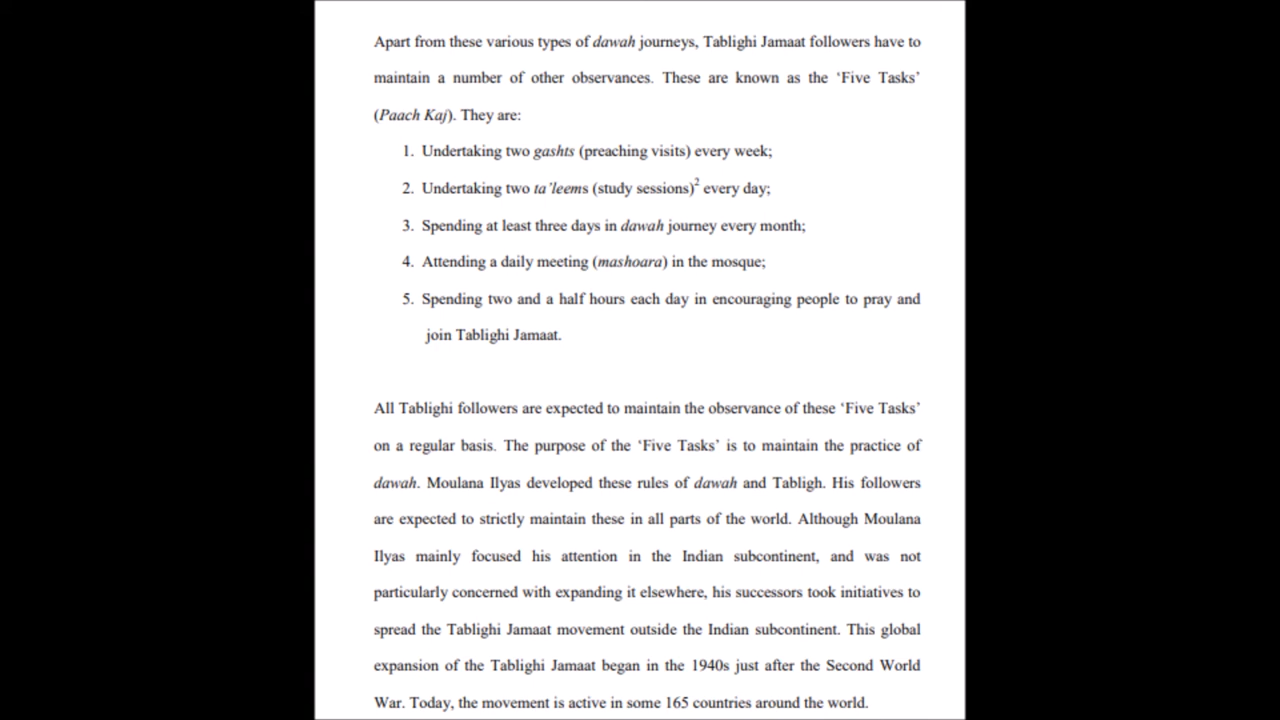 Apart from these various types of dawah journeys, Tablighi Jamaat followers have to
maintain a number of other observances. These are known as the ‘Five Tasks’
(Paach Kaj). They are:
1. Undertaking two gashts (preaching visits) every week;
2. Undertaking two ta’leems (study sessions)2 every day;
3. Spending at least three days in dawah journey every month;
4. Attending a daily meeting (mashoara) in the mosque;
5. Spending two and a half hours each day in encouraging people to pray and
join Tablighi Jamaat.
All Tablighi followers are expected to maintain the observance of these ‘Five Tasks’
on a regular basis. The purpose of the ‘Five Tasks’ is to maintain the practice of
dawah. Moulana Ilyas developed these rules of dawah and Tabligh. His followers
are expected to strictly maintain these in all parts of the world. Although Moulana
Ilyas mainly focused his attention in the Indian subcontinent, and was not
particularly concerned with expanding it elsewhere, his successors took initiatives to
spread the Tablighi Jamaat movement outside the Indian subcontinent. This global
expansion of the Tablighi Jamaat began in the 1940s just after the Second World
War. Today, the movement is active in some 165 countries around the world.